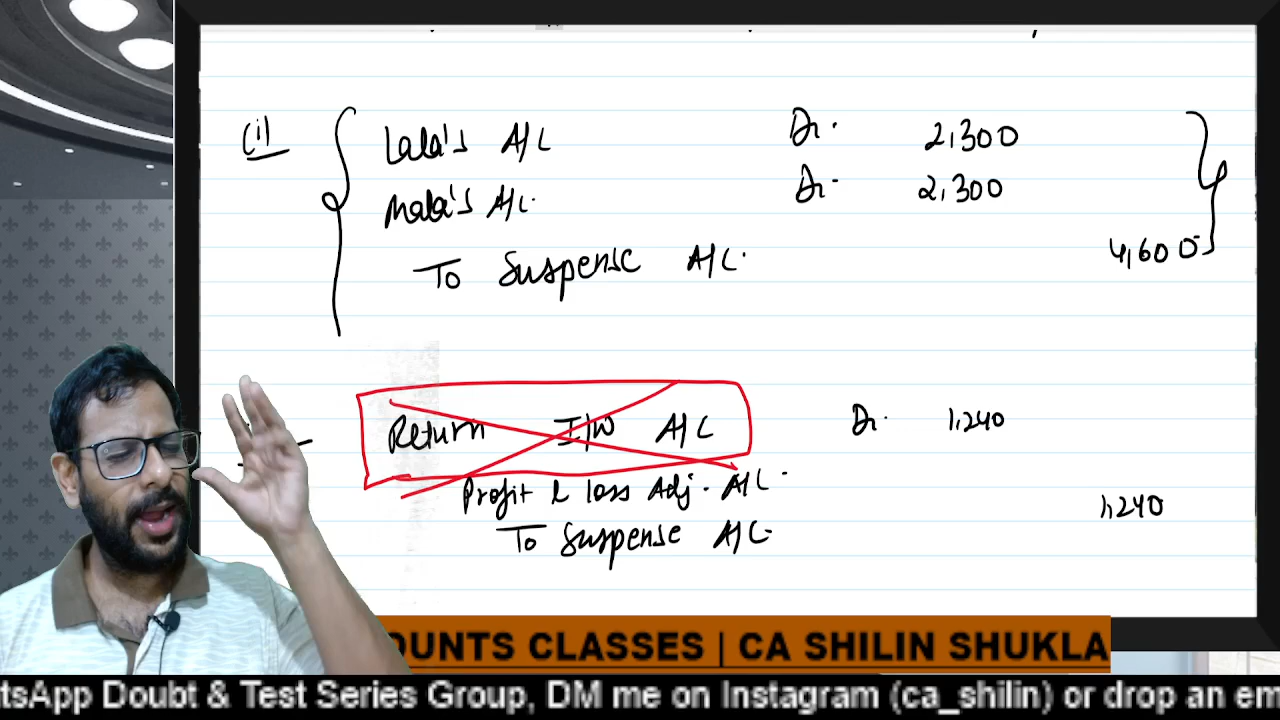 (i) Lala's A/C Dr. 2,300
Mala's A/C. Dr. 2,300
To Suspense A/C. 4,600
Return I/W A/C Dr. 1,240
Profit & loss Adj. A/C.
To Suspense A/C. 1,240
OUNTS CLASSES | CA SHILIN SHUKLA
tsApp Doubt & Test Series Group, DM me on Instagram (ca_shilin) or drop an em